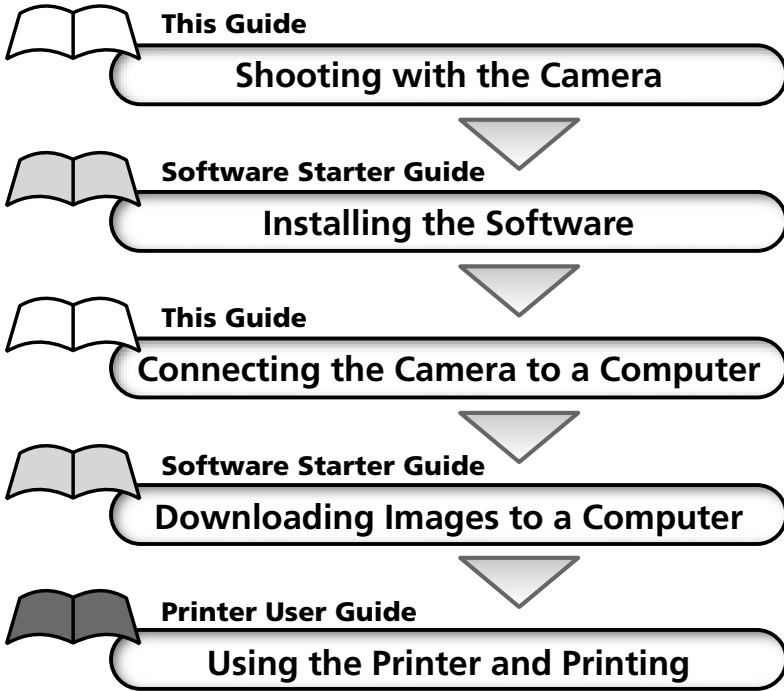 This Guide
Shooting with the Camera
Software Starter Guide
Installing the Software
This Guide
Connecting the Camera to a Computer
Software Starter Guide
Downloading Images to a Computer
Printer User Guide
Using the Printer and Printing